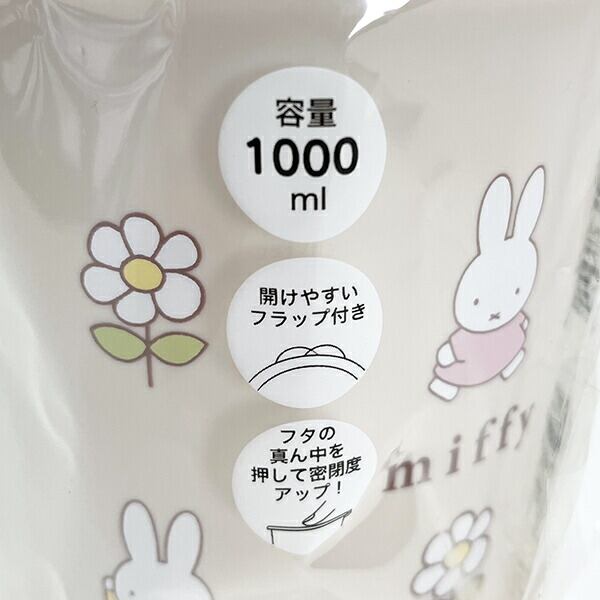 容量
1000
ml
開けやすい
フラップ付き
フタの
真ん中を
押して密閉度
アップ！
miffy